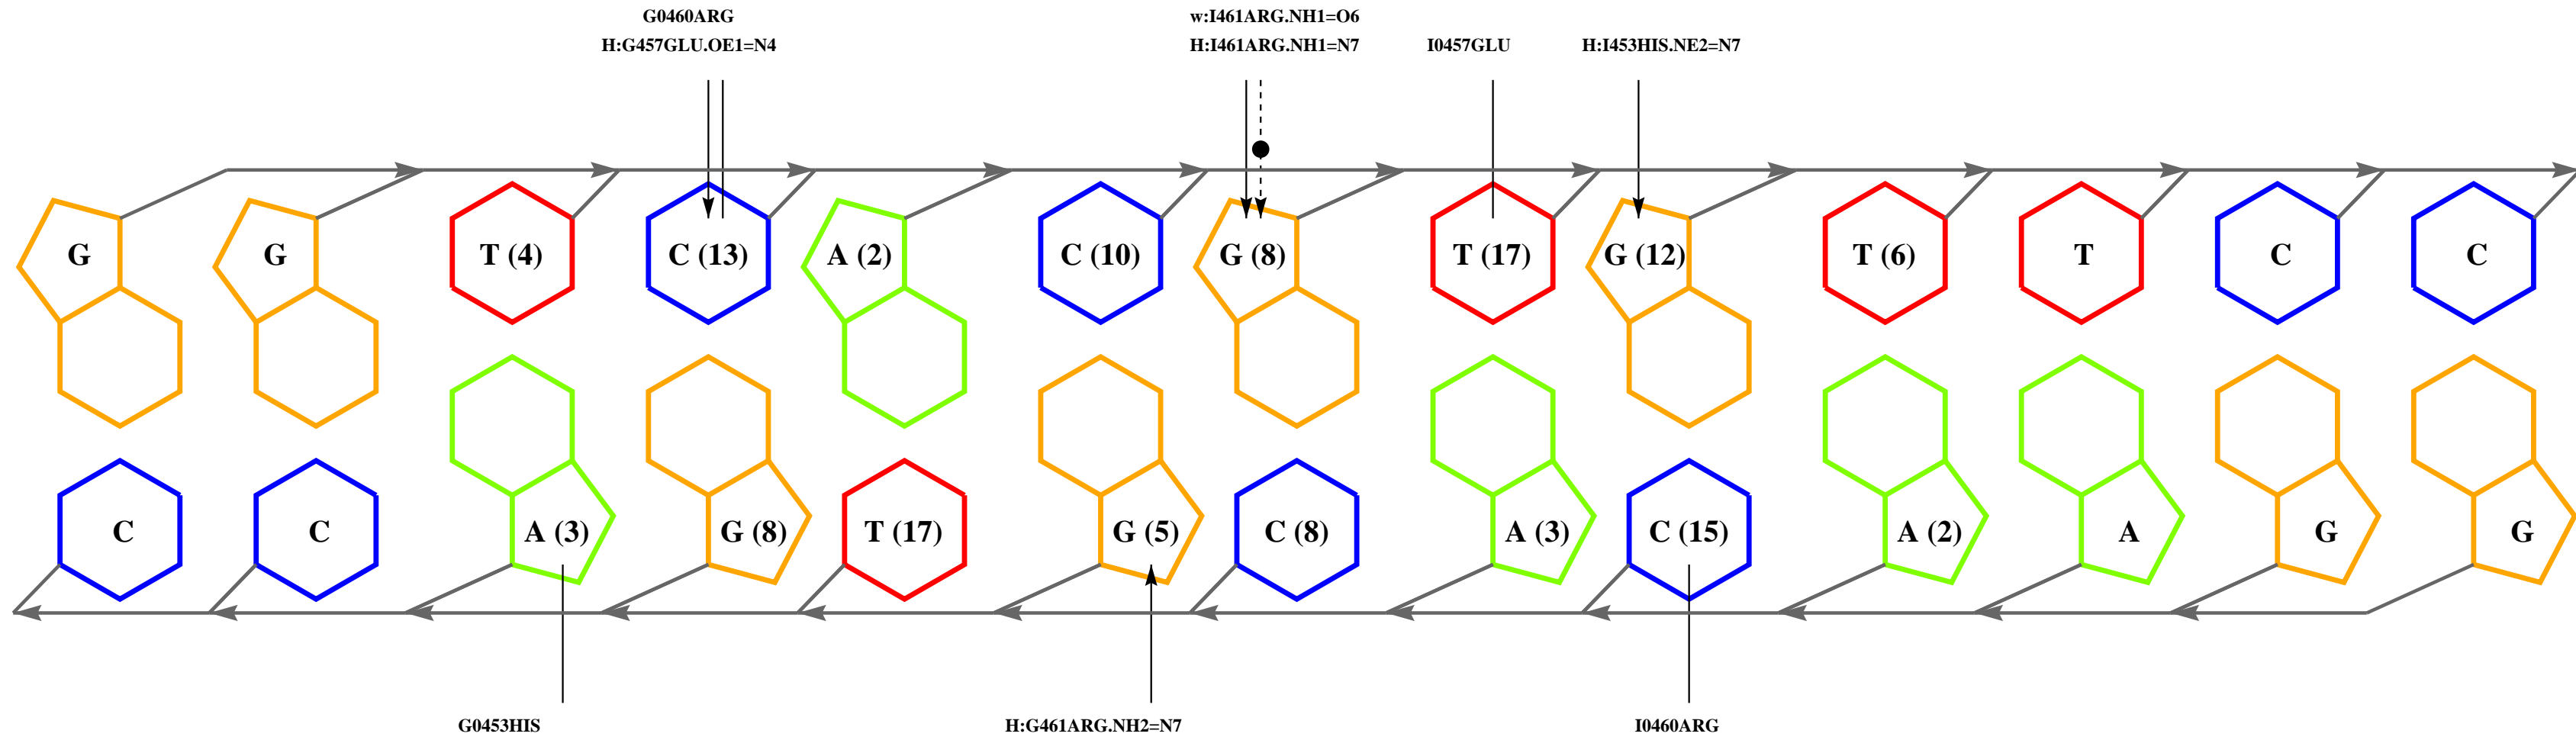 G0460ARG w:I461ARG.NH1=O6
H:G457GLU.OE1=N4 H:I461ARG.NH1=N7 I0457GLU H:I453HIS.NE2=N7
G G T (4) C (13) A (2) C (10) G (8) T (17) G (12) T (6) T C C
C C A (3) G (8) T (17) G (5) C (8) A (3) C (15) A (2) A G G
G0453HIS H:G461ARG.NH2=N7 I0460ARG